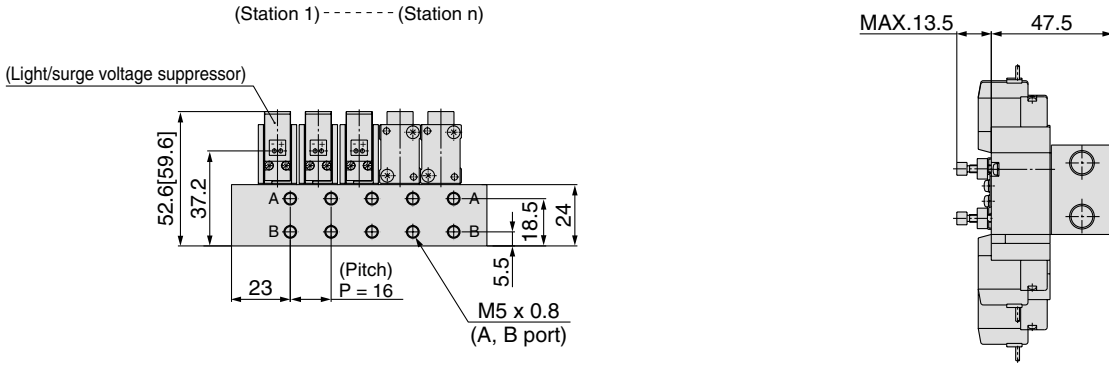 (Station 1) - - - - - - - (Station n)
MAX.13.5
47.5
(Light/surge voltage suppressor)
52.6[59.6]
37.2
A
A
B
B
18.5
24
5.5
23
(Pitch)
P = 16
M5 x 0.8
(A, B port)